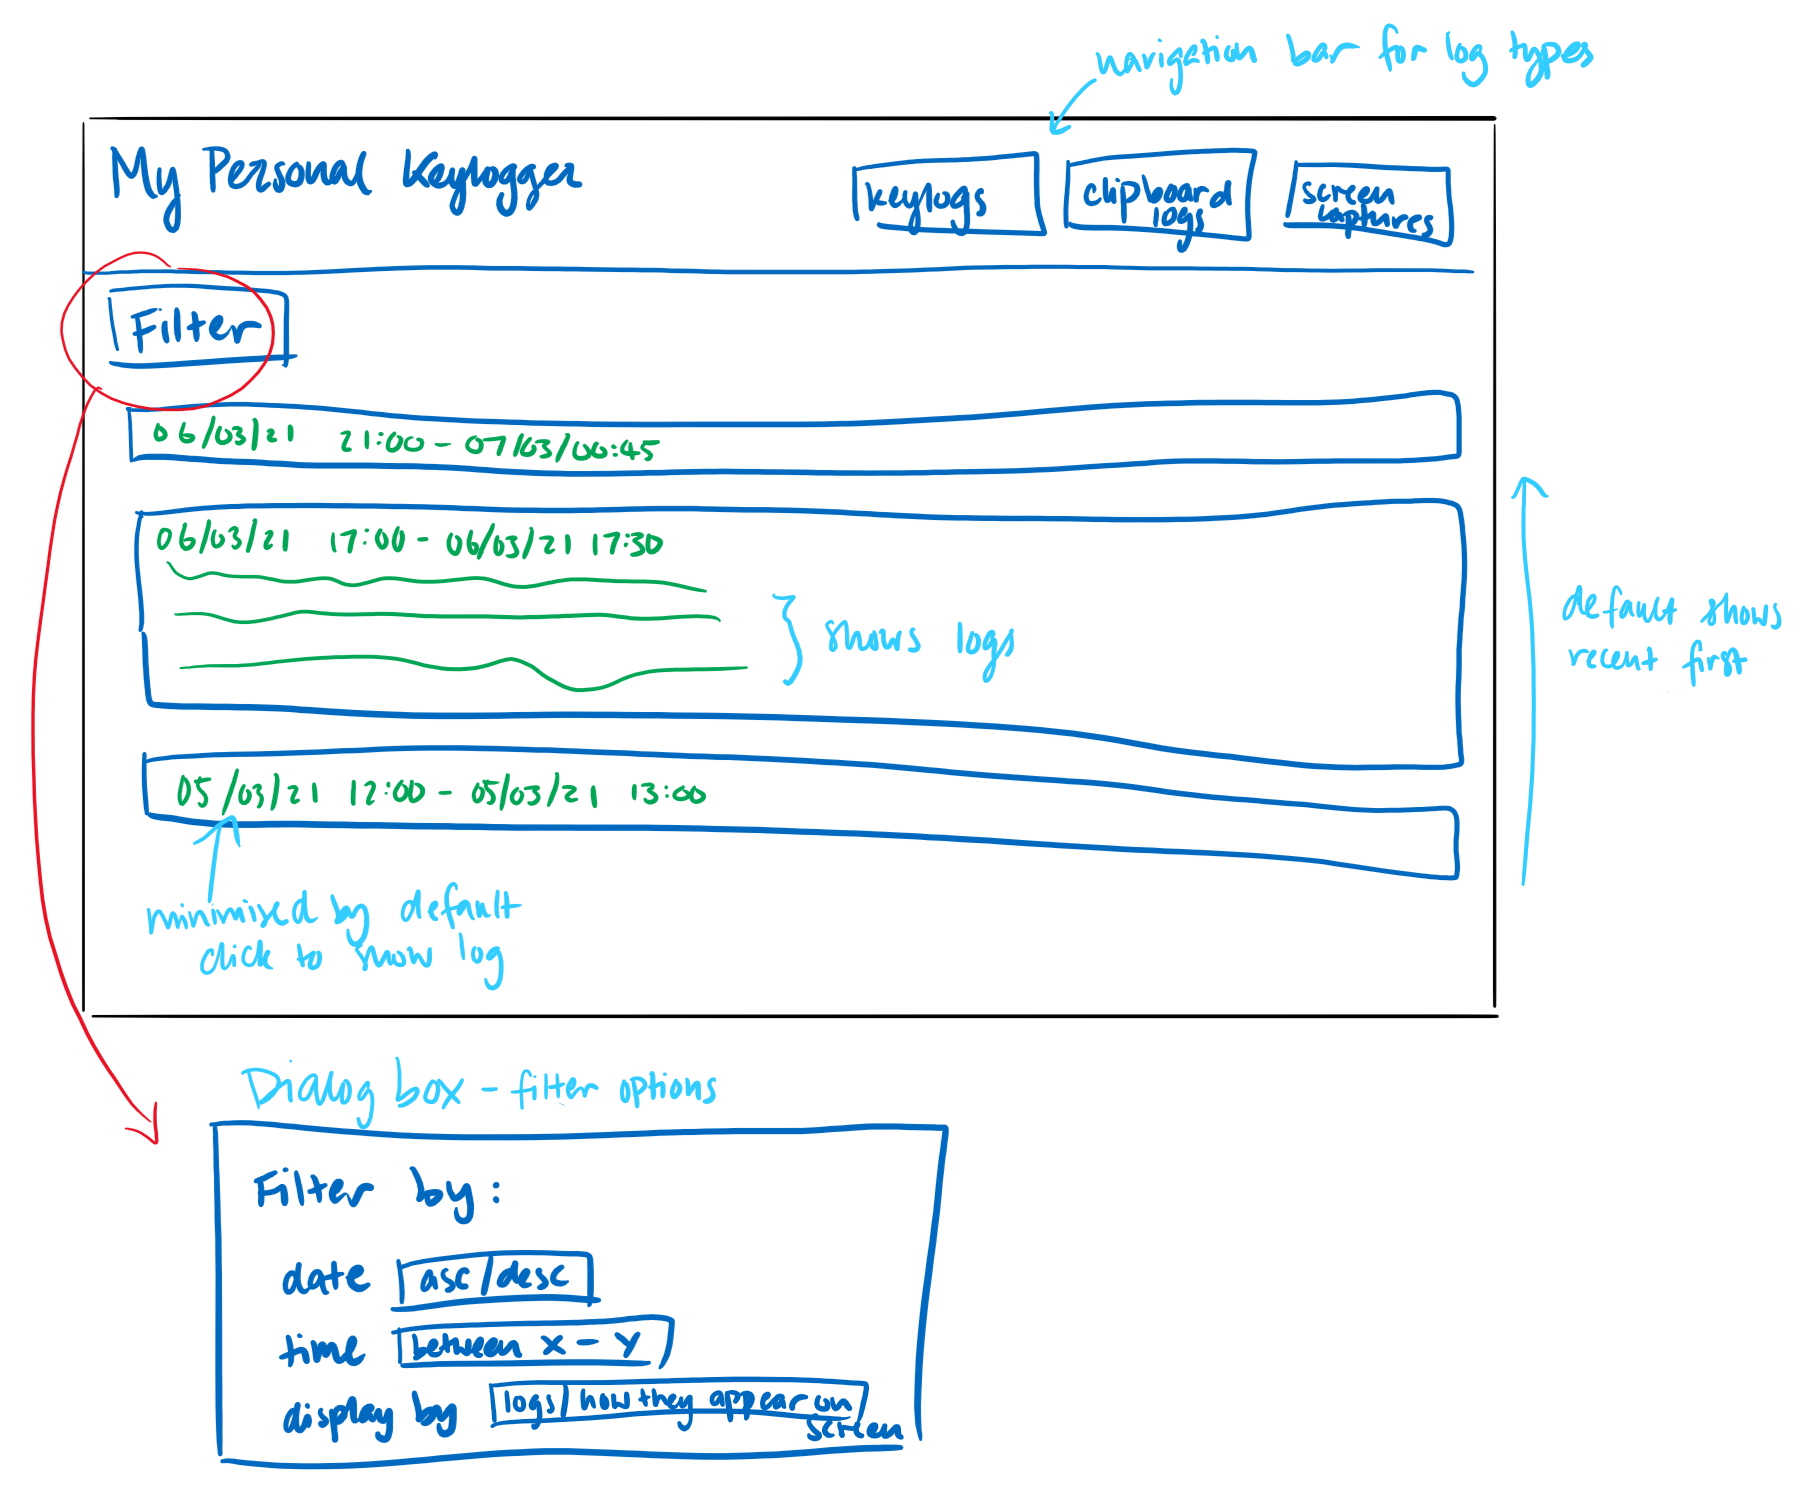 navigation bar for log types
My Personal Keylogger
keylogs
clipboard
logs
screen
captures
Filter
06/03/21 21:00 - 07/03/00:45
06/03/21 17:00 - 06/03/21 17:30
shows logs
default shows
recent first
05/03/21 12:00 - 05/03/21 13:00
minimised by default
click to show log
Dialog box - filter options
Filter by:
date asc/desc
time between x - y
display by logs/how they appear on
screen